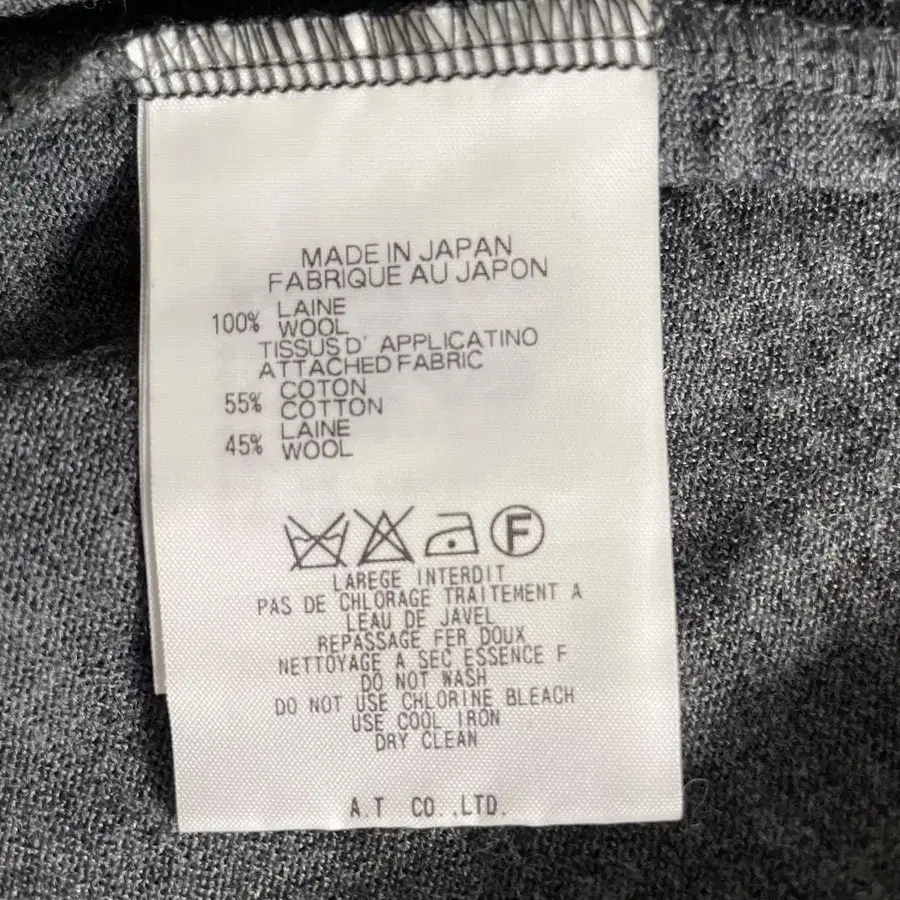 MADE IN JAPAN
FABRIQUE AU JAPON
LAINE
100% WOOL
TISSUS D' APPLICATINO
ATTACHED FABRIC
COTON
55% COTTON
LAINE
45% WOOL
F
LAREGE INTERDIT
PAS DE CHLORAGE TRAITEMENT A
LEAU DE JAVEL
REPASSAGE FER DOUX
NETTOYAGE A SEC ESSENCE F
DO NOT WASH
DO NOT USE CHLORINE BLEACH
USE COOL IRON
DRY CLEAN
A.T CO.,LTD.